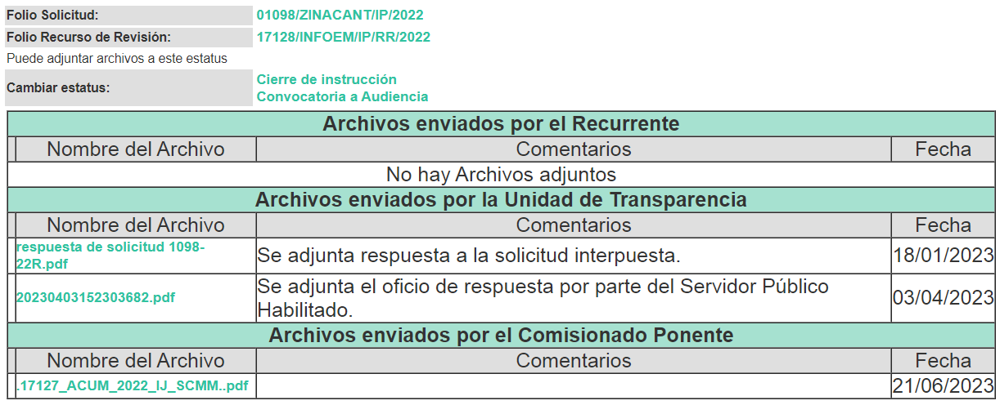 Folio Solicitud: 01098/ZINACANT/IP/2022
Folio Recurso de Revisión: 17128/INFOEM/IP/RR/2022
Puede adjuntar archivos a este estatus
Cambiar estatus: Cierre de instrucción
Convocatoria a Audiencia
Archivos enviados por el Recurrente
Nombre del Archivo Comentarios Fecha
No hay Archivos adjuntos
Archivos enviados por la Unidad de Transparencia
Nombre del Archivo Comentarios Fecha
respuesta de solicitud 1098-
22R.pdf Se adjunta respuesta a la solicitud interpuesta. 18/01/2023
20230403152303682.pdf Se adjunta el oficio de respuesta por parte del Servidor Público
Habilitado. 03/04/2023
Archivos enviados por el Comisionado Ponente
Nombre del Archivo Comentarios Fecha
.17127_ACUM_2022_IJ_SCMM..pdf 21/06/2023